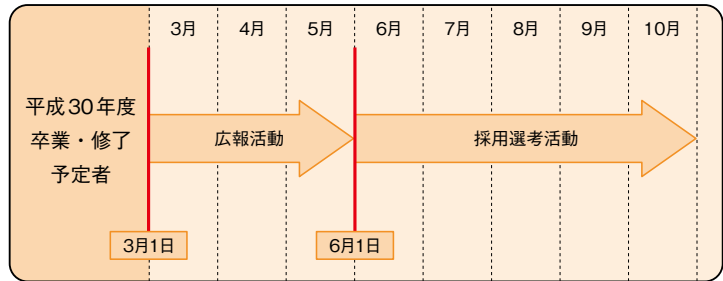 3月 4月 5月 6月 7月 8月 9月 10月
平成30年度
卒業・修了
予定者
広報活動 採用選考活動
3月1日 6月1日